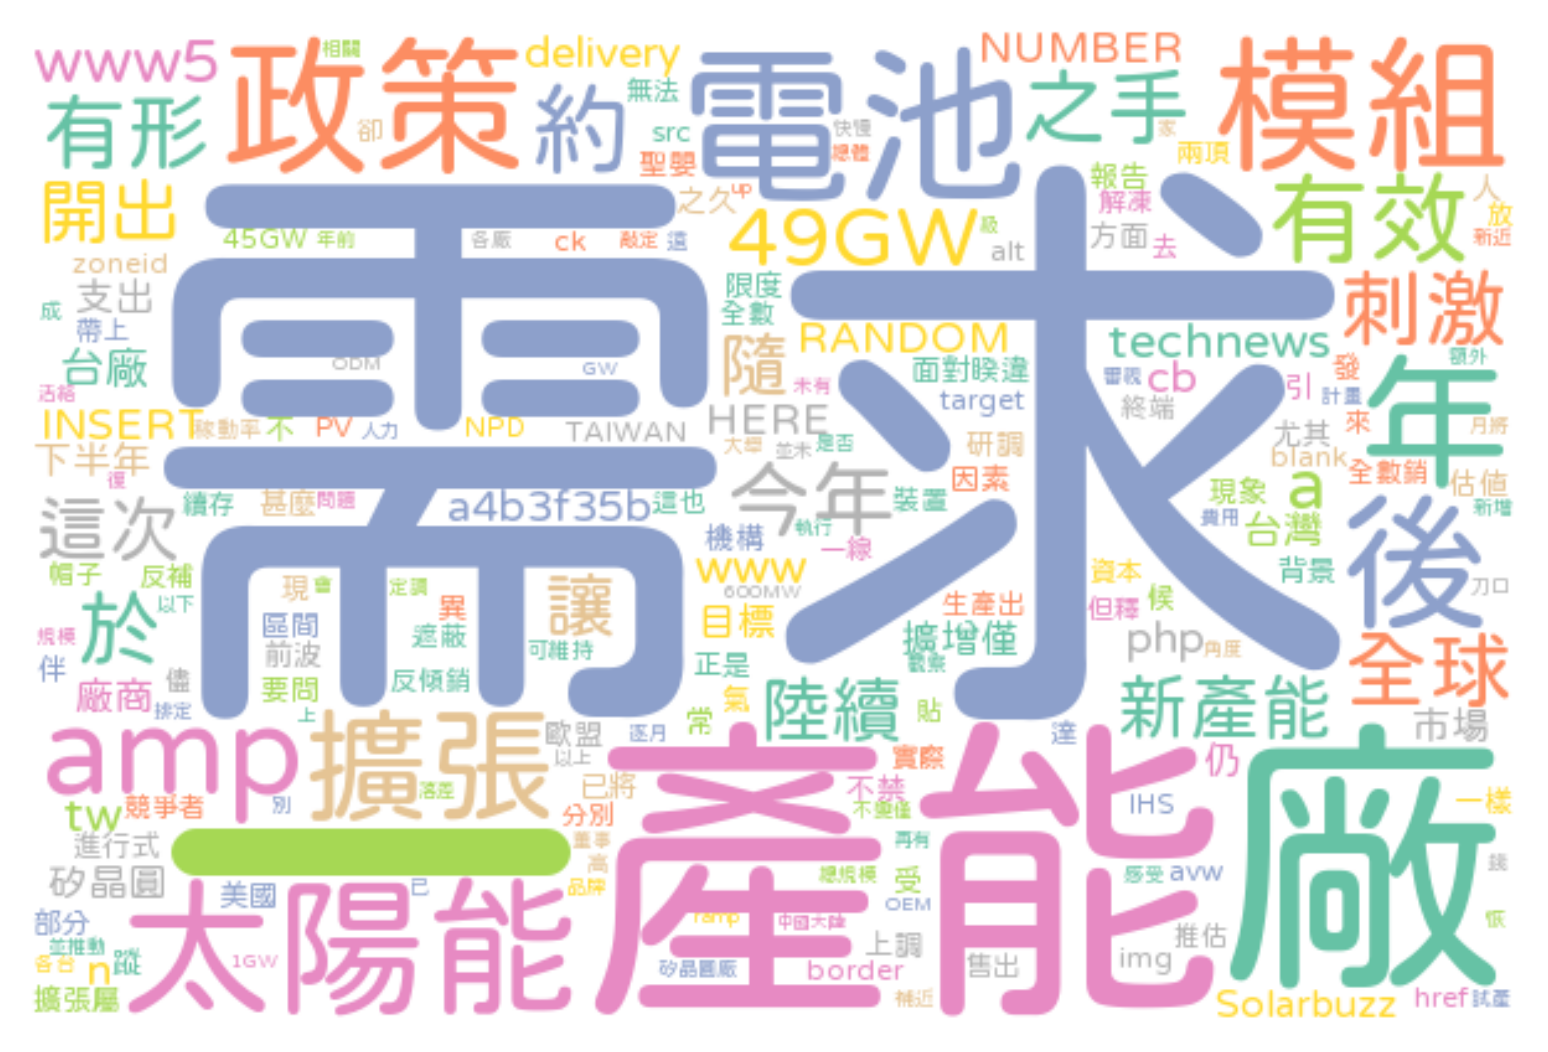 www5
政策
相關
delivery
NUMBER
有形
卻
約
無法
src
聖嬰
電池
快慢
總體
之手
家
兩頂
模組
開出
需求
之久
up
49GW
級
alt
報告
解凍
方面
去
有效
人
放
新近
45GW
年前
各廠
ck
敲定
這
zoneid
支出
成
帶上
台廠
活絡
ODM
GW
限度
全數
隨
RANDOM
未有
面對睽違
target
technews
審視
cb
終端
引
發
計畫
來
刺激
額外
年
月將
INSERT
稼動率
不
PV
人力
NPD
TAIWAN
HERE
大舉
並未
是否
研調
因素
尤其
blank
全數銷
估值
下半年
復
這次
續存
甚麼
問題
a4b3f35b
這也
今年
執行
一線
裝置
機構
現象
a
費用
台灣
新增
後
背景
刀口
帽子
反補
以下
於
規模
伴
廠商
儘
排定
現
會
定調
區間
前波
要問
上
異
遮蔽
反傾銷
讓
可維持
www
600MW
目標
正是
氣
常
生產出
擴增僅
觀察
資本
但釋
候
php
角度
全球
陸續
貼
新產能
達
市場
amp
擴張
落差
歐盟
以上
逐月
已將
分別
產能
實際
不禁
不雙僅
仍
IHS
廠
一樣
tw
競爭者
別
進行式
一
董事
高
品牌
矽晶圓
美國
已
太陽能
部分
並推動
各台
n
蹤
1GW
擴張屬
ramp
中國大陸
總規模
受
再有
OEM
上調
矽晶圓廠
border
補近
感受
avw
推估
img
售出
錢
恢
Solarbuzz
href
試產